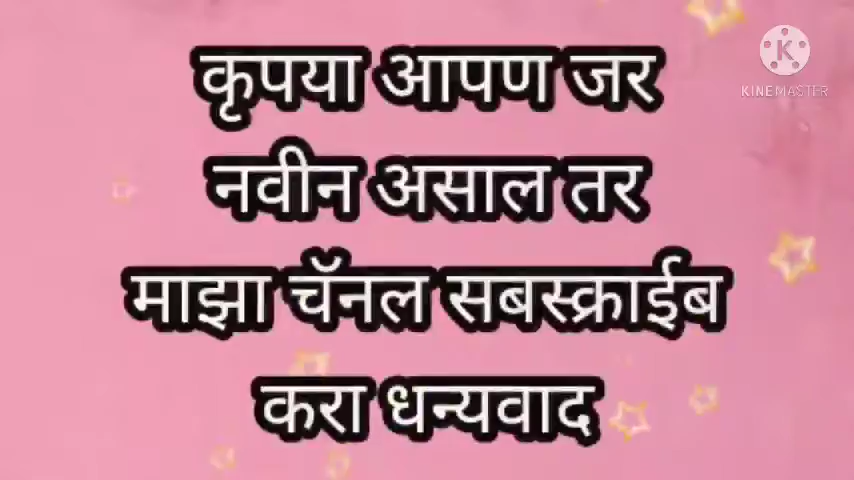 कृपया आपण जर
नवीन असाल तर
माझा चॅनल सबस्क्राईब
करा धन्यवाद
K
KINEMASTER